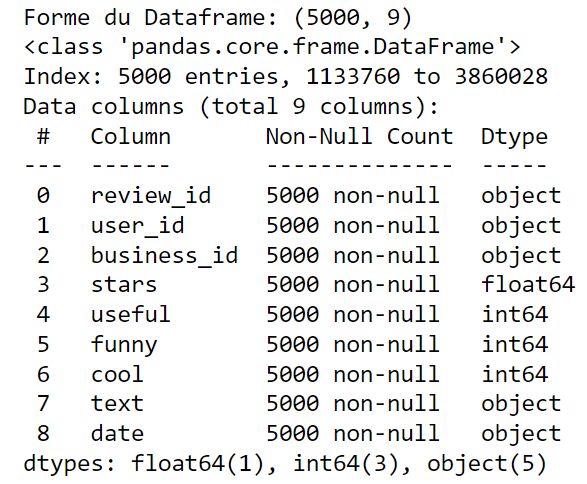 Forme du Dataframe: (5000, 9)
<class 'pandas.core.frame.DataFrame'>
Index: 5000 entries, 1133760 to 3860028
Data columns (total 9 columns):
 #   Column       Non-Null Count  Dtype
---  ------       --------------  -----
 0   review_id    5000 non-null   object
 1   user_id      5000 non-null   object
 2   business_id  5000 non-null   object
 3   stars        5000 non-null   float64
 4   useful       5000 non-null   int64
 5   funny        5000 non-null   int64
 6   cool         5000 non-null   int64
 7   text         5000 non-null   object
 8   date         5000 non-null   object
dtypes: float64(1), int64(3), object(5)